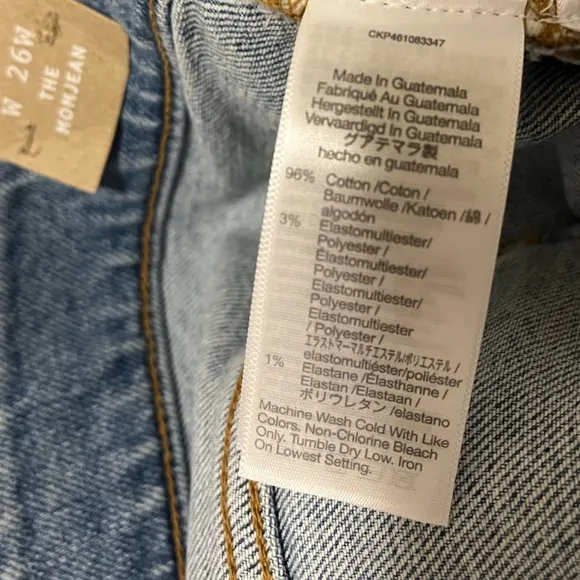 W 26W
THE
MOMJEAN
CKP461083347
Made In Guatemala
Fabriqué Au Guatemala
Hergestellt In Guatemala
Vervaardigd In Guatemala
グアテマラ製
hecho en guatemala
96% Cotton /Coton /
Baumwolle /Katoen /綿 /
algodón
3% Elastomultiester/
Polyester /
Élastomultiester/
Polyester /
Elastomultiester/
Polyester /
Elastomultiester
/ Polyester /
エラストマーマルチエステル/ポリエステル /
elastomultiéster/poliéster
1% Elastane /Élasthanne /
Elastan /Elastaan /
ポリウレタン /elastano
Machine Wash Cold With Like
Colors. Non-Chlorine Bleach
Only. Tumble Dry Low. Iron
On Lowest Setting.